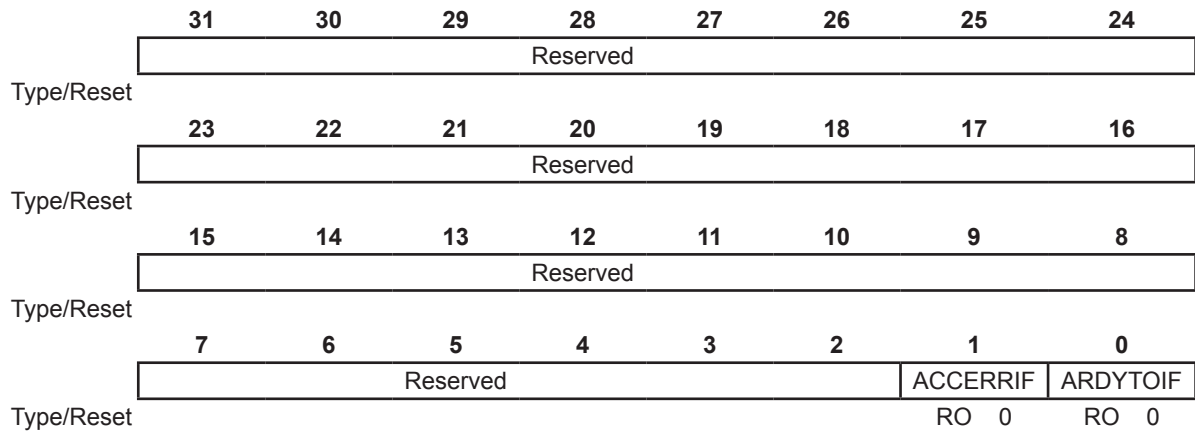 31 30 29 28 27 26 25 24
Reserved
Type/Reset
23 22 21 20 19 18 17 16
Reserved
Type/Reset
15 14 13 12 11 10 9 8
Reserved
Type/Reset
7 6 5 4 3 2 1 0
Reserved ACCERRIF ARDYTOIF
Type/Reset RO 0 RO 0